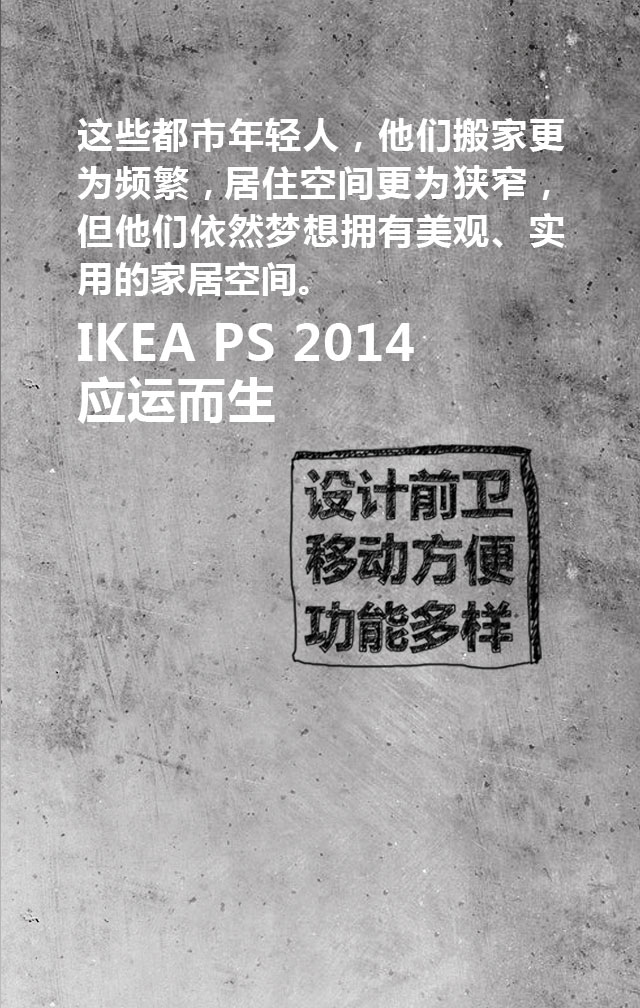 这些都市年轻人，他们搬家更
为频繁，居住空间更为狭窄，
但他们依然梦想拥有美观、实
用的家居空间。
IKEA PS 2014
应运而生
设计前卫
移动方便
功能多样